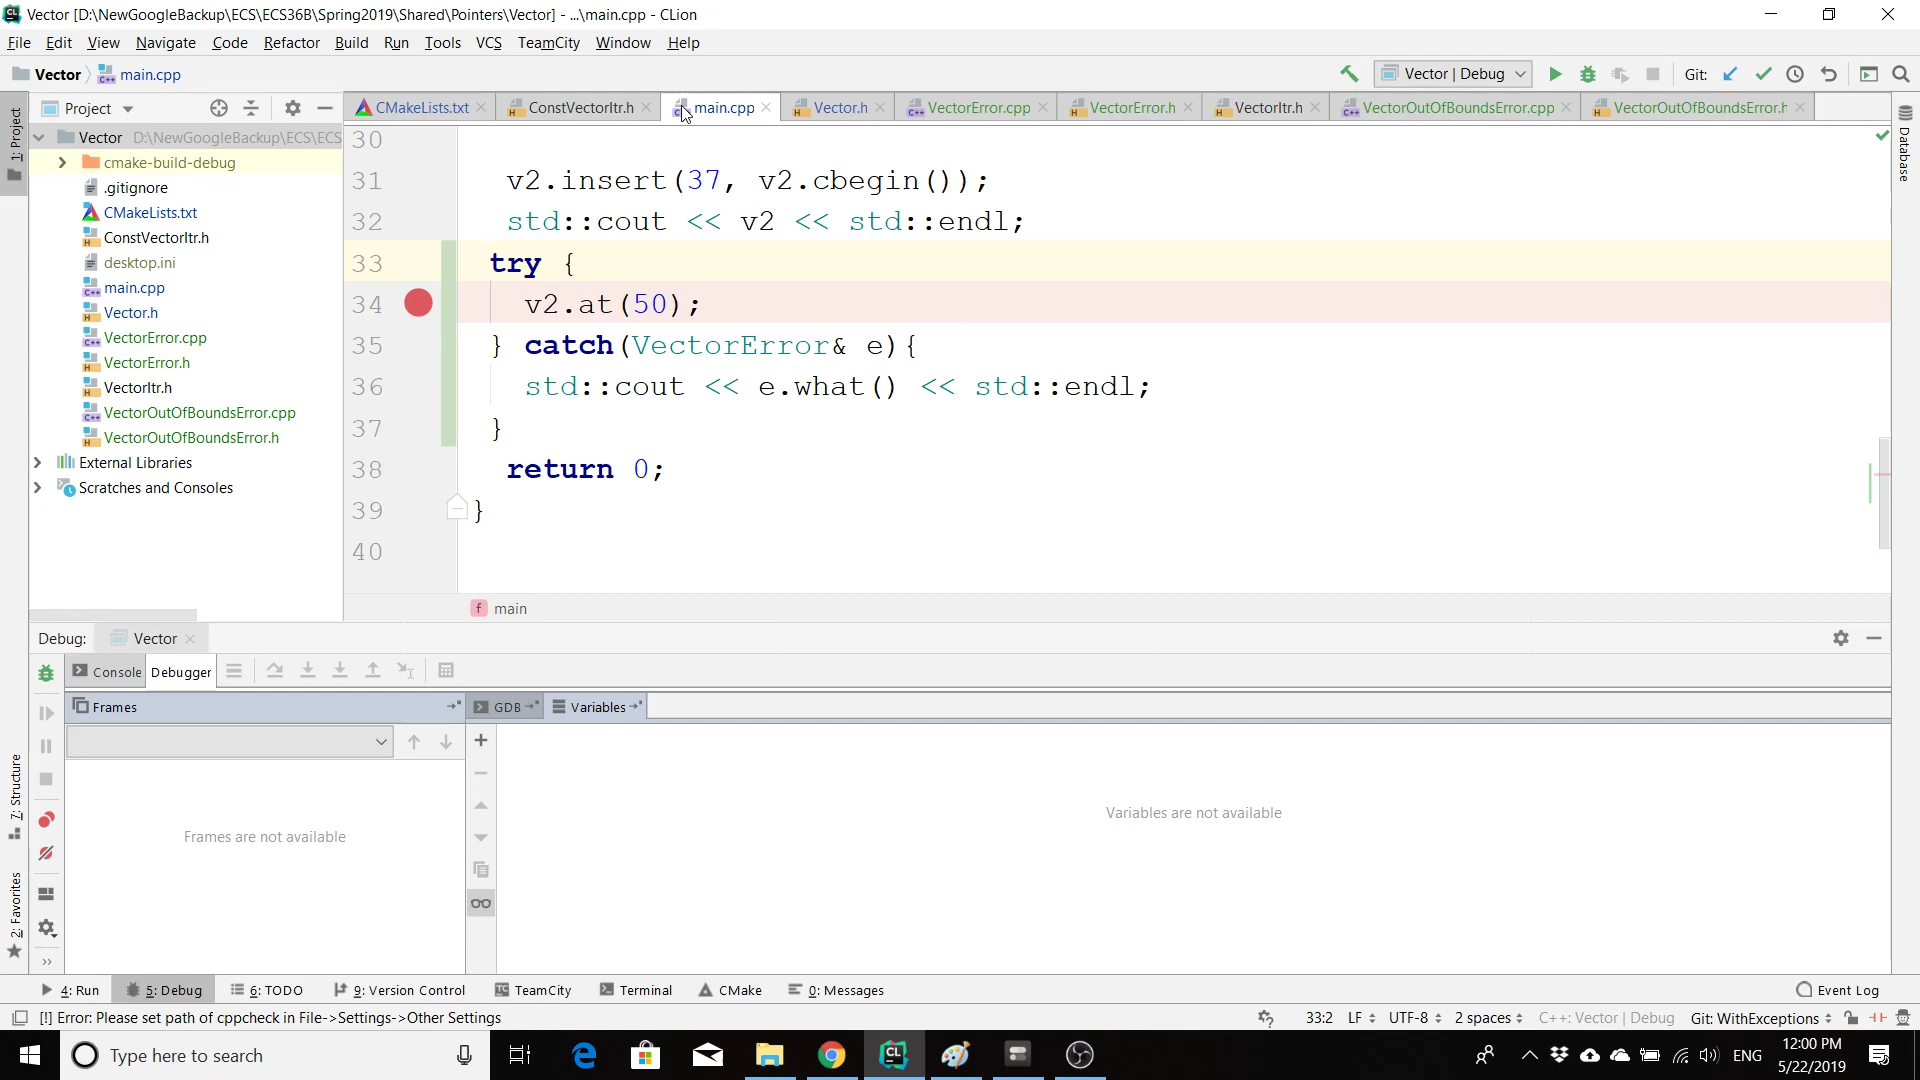 Vector [D:\NewGoogleBackup\ECS\ECS36B\Spring2019\Shared\Pointers\Vector] - ...\main.cpp - CLion
File Edit View Navigate Code Refactor Build Run Tools VCS TeamCity Window Help
Vector main.cpp
Vector | Debug
Git:
1: Project
Project
CMakeLists.txt
ConstVectorItr.h
main.cpp
Vector.h
VectorError.cpp
VectorError.h
VectorItr.h
VectorOutOfBoundsError.cpp
VectorOutOfBoundsError.h
Database
Vector D:\NewGoogleBackup\ECS\ECS
cmake-build-debug
.gitignore
CMakeLists.txt
ConstVectorItr.h
desktop.ini
main.cpp
Vector.h
VectorError.cpp
VectorError.h
VectorItr.h
VectorOutOfBoundsError.cpp
VectorOutOfBoundsError.h
External Libraries
Scratches and Consoles
30
31 v2.insert(37, v2.cbegin());
32 std::cout << v2 << std::endl;
33 try {
34 v2.at(50);
35 } catch(VectorError& e){
36 std::cout << e.what() << std::endl;
37 }
38 return 0;
39 }
40
f main
Debug: Vector
Console Debugger
Frames
GDB Variables
Frames are not available
Variables are not available
7: Structure
2: Favorites
4: Run 5: Debug 6: TODO 9: Version Control TeamCity Terminal CMake 0: Messages Event Log
[!] Error: Please set path of cppcheck in File->Settings->Other Settings
33:2 LF UTF-8 2 spaces C++: Vector | Debug Git: WithExceptions
Type here to search
ENG
12:00 PM
5/22/2019